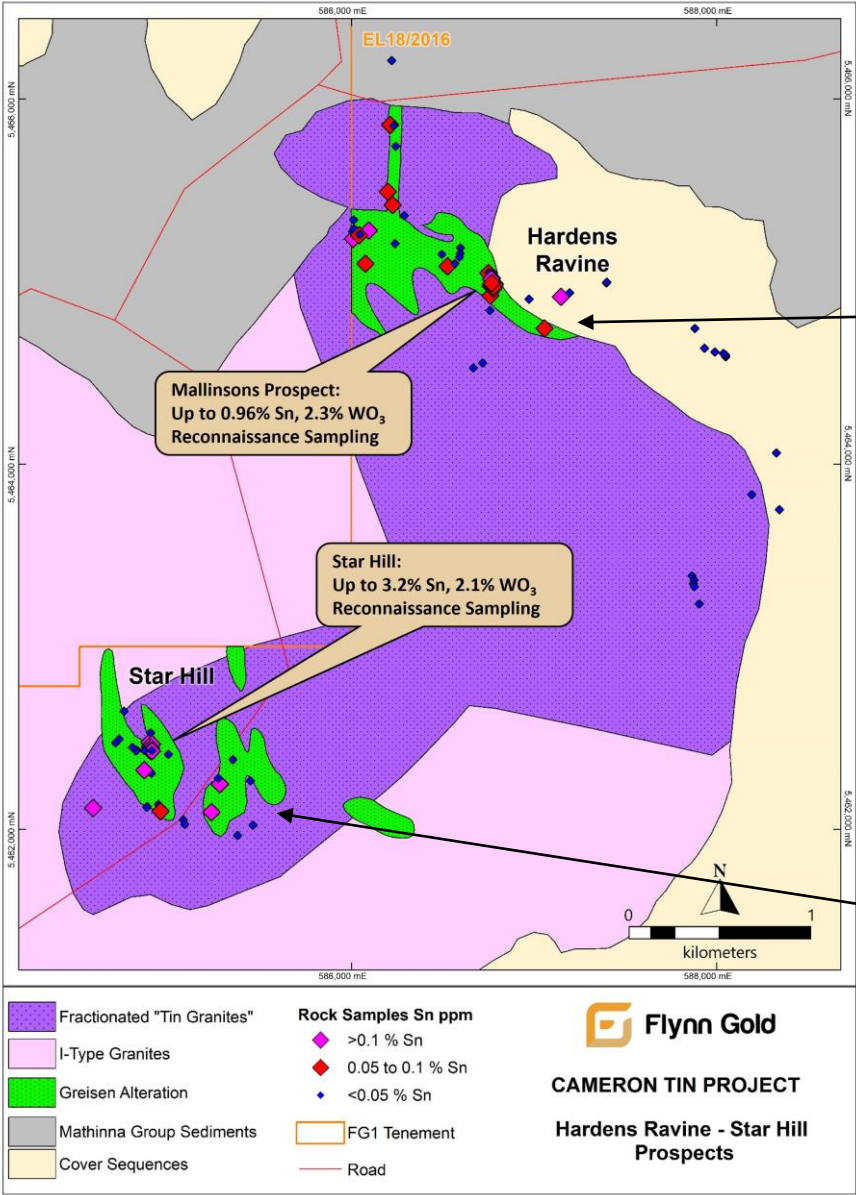 586,000 mE
588,000 mE
EL18/2016
5,466,000 mN
5,466,000 mN
Hardens
Ravine
Mallinsons Prospect:
Up to 0.96% Sn, 2.3% WO₃
Reconnaissance Sampling
5,464,000 mN
5,464,000 mN
Star Hill:
Up to 3.2% Sn, 2.1% WO₃
Reconnaissance Sampling
Star Hill
5,462,000 mN
5,462,000 mN
N
0
1
kilometers
586,000 mE
588,000 mE
Fractionated "Tin Granites"
I-Type Granites
Greisen Alteration
Mathinna Group Sediments
Cover Sequences
Rock Samples Sn ppm
>0.1 % Sn
0.05 to 0.1 % Sn
<0.05 % Sn
FG1 Tenement
Road
Flynn Gold
CAMERON TIN PROJECT
Hardens Ravine - Star Hill
Prospects